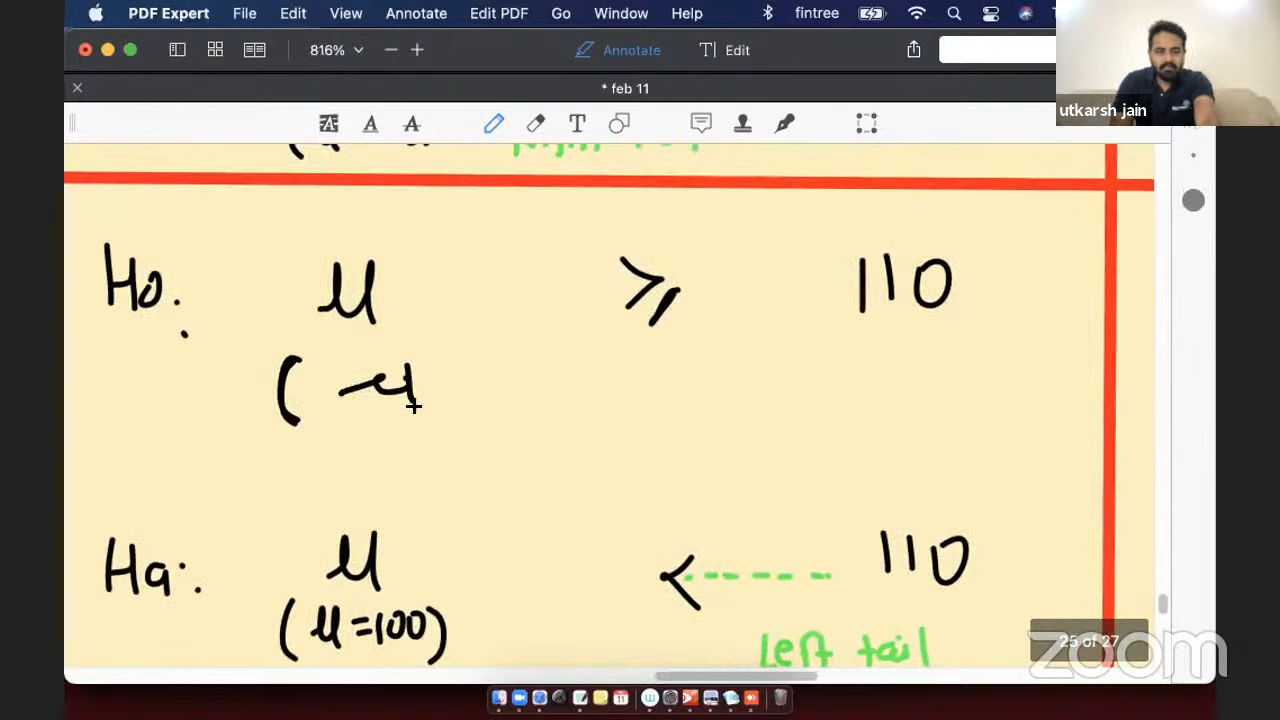 PDF Expert File Edit View Annotate Edit PDF Go Window Help fintree
816% Annotate T Edit
utkarsh jain
* feb 11
H0: μ ⩾ 110
( μ
Ha: μ < 110
(μ=100)
left tail
25 of 27
zoom